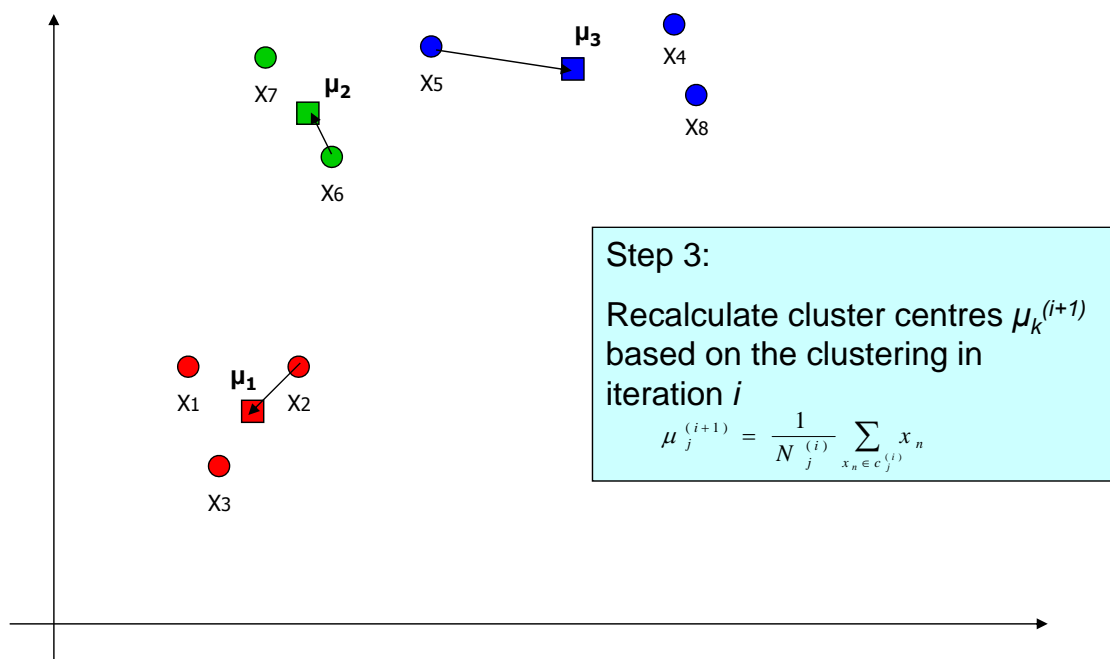 μ3
X4
X5
X7
μ2
X8
X6
Step 3:
Recalculate cluster centres μk(i+1)
based on the clustering in
iteration i
μj(i+1) = 1/Nj(i) ∑xn∈cj(i) xn
μ1
X1
X2
X3